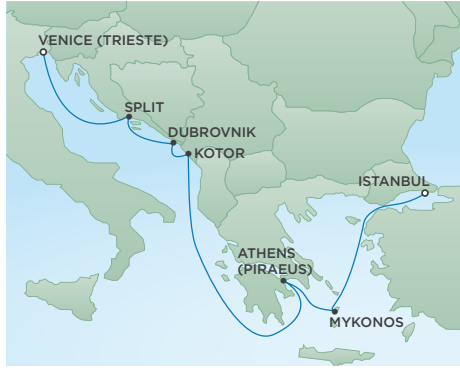 VENICE (TRIESTE)
SPLIT
DUBROVNIK
KOTOR
ISTANBUL
ATHENS
(PIRAEUS)
MYKONOS